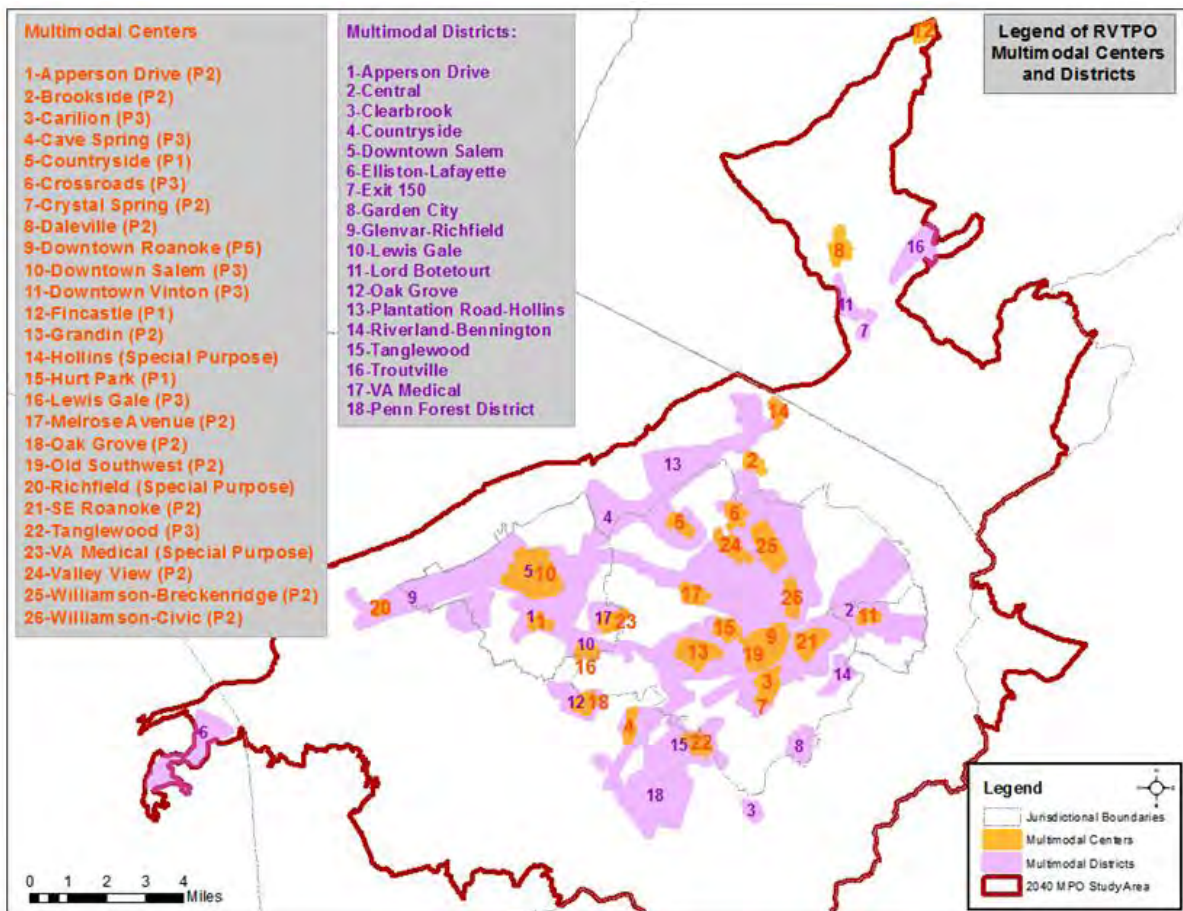 Multimodal Centers
1-Apperson Drive (P2)
2-Brookside (P2)
3-Carilion (P3)
4-Cave Spring (P3)
5-Countryside (P1)
6-Crossroads (P3)
7-Crystal Spring (P2)
8-Daleville (P2)
9-Downtown Roanoke (P5)
10-Downtown Salem (P3)
11-Downtown Vinton (P3)
12-Fincastle (P1)
13-Grandin (P2)
14-Hollins (Special Purpose)
15-Hurt Park (P1)
16-Lewis Gale (P3)
17-Melrose Avenue (P2)
18-Oak Grove (P2)
19-Old Southwest (P2)
20-Richfield (Special Purpose)
21-SE Roanoke (P2)
22-Tanglewood (P3)
23-VA Medical (Special Purpose)
24-Valley View (P2)
25-Williamson-Breckenridge (P2)
26-Williamson-Civic (P2)
Multimodal Districts:
1-Apperson Drive
2-Central
3-Clearbrook
4-Countryside
5-Downtown Salem
6-Elliston-Lafayette
7-Exit 150
8-Garden City
9-Glenvar-Richfield
10-Lewis Gale
11-Lord Botetourt
12-Oak Grove
13-Plantation Road-Hollins
14-Riverland-Bennington
15-Tanglewood
16-Troutville
17-VA Medical
18-Penn Forest District
Legend of RVTPO
Multimodal Centers
and Districts
12
8
16
11
7
14
13
2
4
5
6
24
25
5 10
20
9
17
26
1
11
17 23
2
11
10
16
15
9
13
19
21
3
7
14
12 18
4
15 22
8
18
3
6
0 1 2 3 4
Miles
Legend
Jurisdictional Boundaries
Multimodal Centers
Multimodal Districts
2040 MPO Study Area